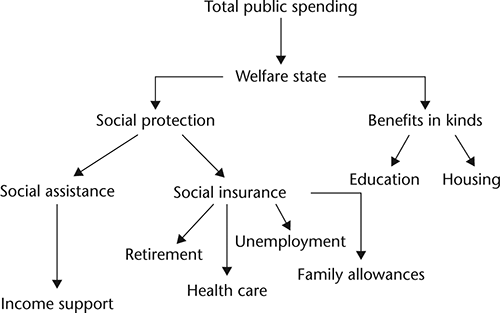 Total public spending
Welfare state
Social protection
Benefits in kinds
Education
Housing
Social assistance
Social insurance
Unemployment
Retirement
Family allowances
Health care
Income support